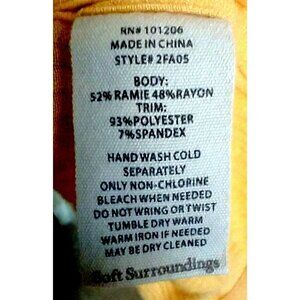 RN# 101206
MADE IN CHINA
STYLE# 2FA05
BODY:
52% RAMIE 48%RAYON
TRIM:
93%POLYESTER
7%SPANDEX
HAND WASH COLD
SEPARATELY
ONLY NON-CHLORINE
BLEACH WHEN NEEDED
DO NOT WRING OR TWIST
TUMBLE DRY WARM
WARM IRON IF NEEDED
MAY BE DRY CLEANED
Soft Surroundings